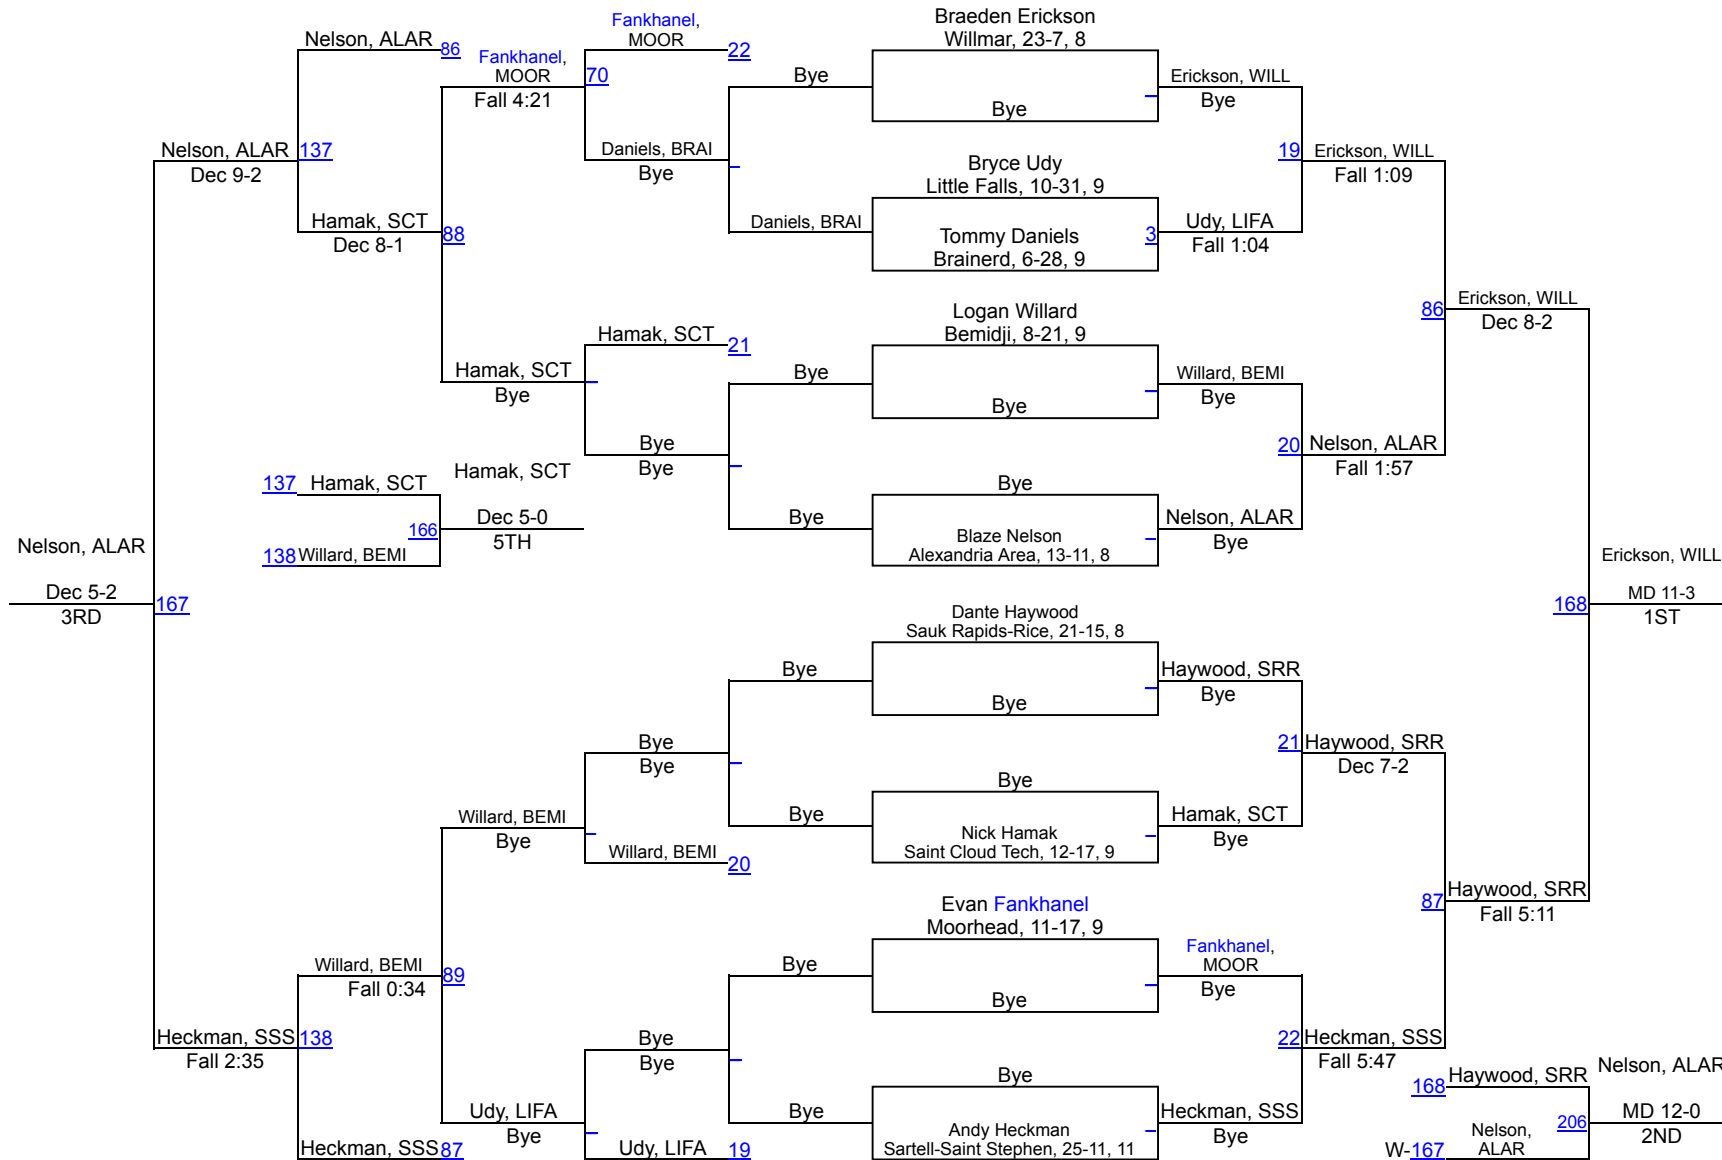 Nelson, ALAR
86
Fankhanel,
MOOR
Fall 4:21
Fankhanel,
MOOR
22
70
Bye
Braeden Erickson
Willmar, 23-7, 8
Bye
Erickson, WILL
Bye
Nelson, ALAR
Dec 9-2
137
Daniels, BRAI
Bye
Bryce Udy
Little Falls, 10-31, 9
19
Erickson, WILL
Fall 1:09
Hamak, SCT
Dec 8-1
88
Daniels, BRAI
Tommy Daniels
Brainerd, 6-28, 9
3
Udy, LIFA
Fall 1:04
86
Erickson, WILL
Dec 8-2
Hamak, SCT
21
Logan Willard
Bemidji, 8-21, 9
Hamak, SCT
Bye
Bye
Bye
Willard, BEMI
Bye
Bye
Bye
20
Nelson, ALAR
Fall 1:57
137
Hamak, SCT
Hamak, SCT
166
Dec 5-0
5TH
138
Willard, BEMI
Bye
Bye
Blaze Nelson
Alexandria Area, 13-11, 8
Nelson, ALAR
Bye
Nelson, ALAR
Dec 5-2
3RD
167
Erickson, WILL
168
MD 11-3
1ST
Dante Haywood
Sauk Rapids-Rice, 21-15, 8
Bye
Bye
Haywood, SRR
Bye
Bye
Bye
21
Haywood, SRR
Dec 7-2
Willard, BEMI
Bye
Bye
Bye
Nick Hamak
Saint Cloud Tech, 12-17, 9
Hamak, SCT
Bye
Willard, BEMI
20
87
Haywood, SRR
Fall 5:11
Evan Fankhanel
Moorhead, 11-17, 9
Willard, BEMI
Fall 0:34
89
Bye
Bye
Fankhanel,
MOOR
Bye
Heckman, SSS
Fall 2:35
138
Bye
Bye
22
Heckman, SSS
Fall 5:47
Udy, LIFA
Bye
Bye
Bye
Andy Heckman
Sartell-Saint Stephen, 25-11, 11
Heckman, SSS
Bye
Heckman, SSS
87
Udy, LIFA
19
168
Haywood, SRR
Nelson, ALAR
206
MD 12-0
2ND
W-167
Nelson,
ALAR